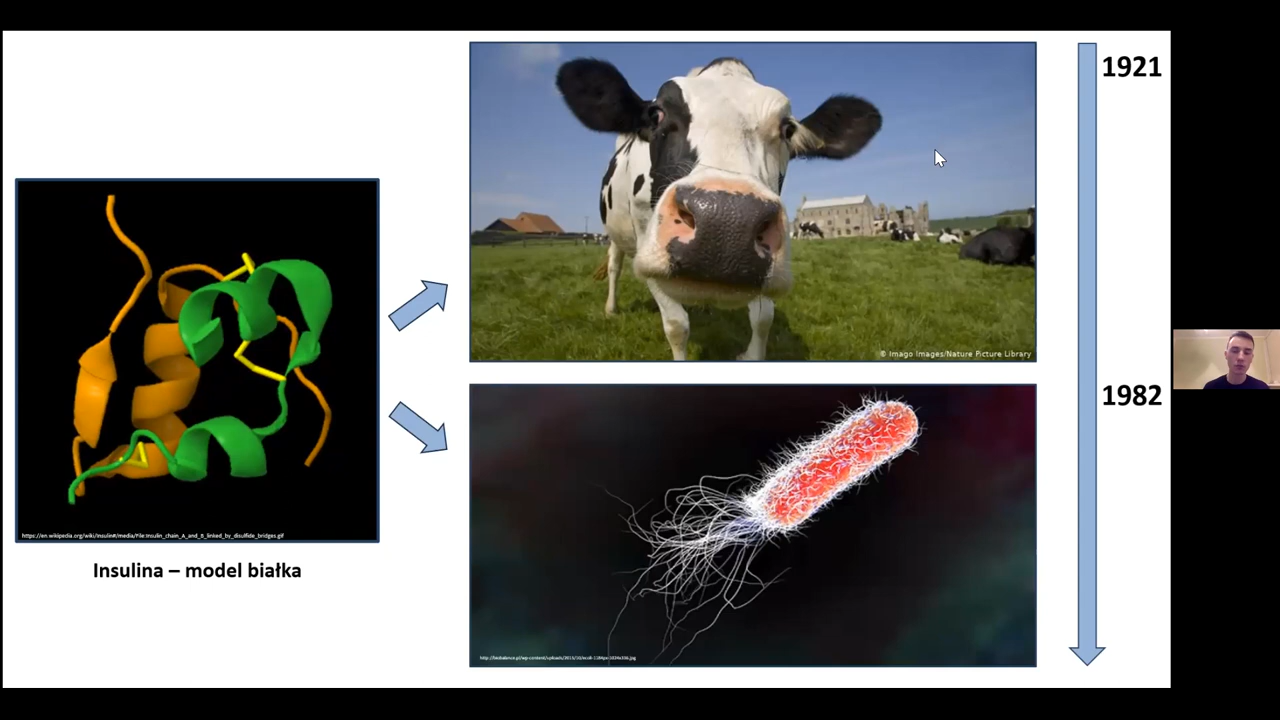 1921
© Imago Images/Nature Picture Library
1982
https://en.wikipedia.org/wiki/Insulin#/media/File:Insulin_chain_A_and_B_linked_by_disulfide_bridges.gif
Insulina – model białka